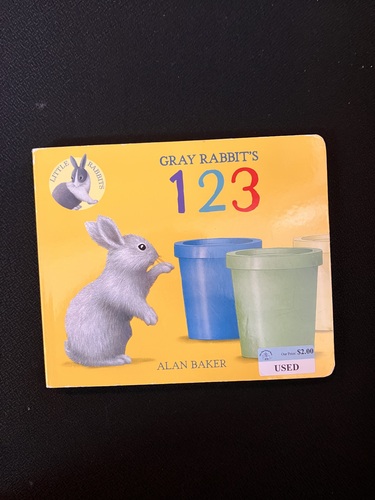 LITTLE RABBITS
GRAY RABBIT'S
123
ALAN BAKER
$2.00
USED